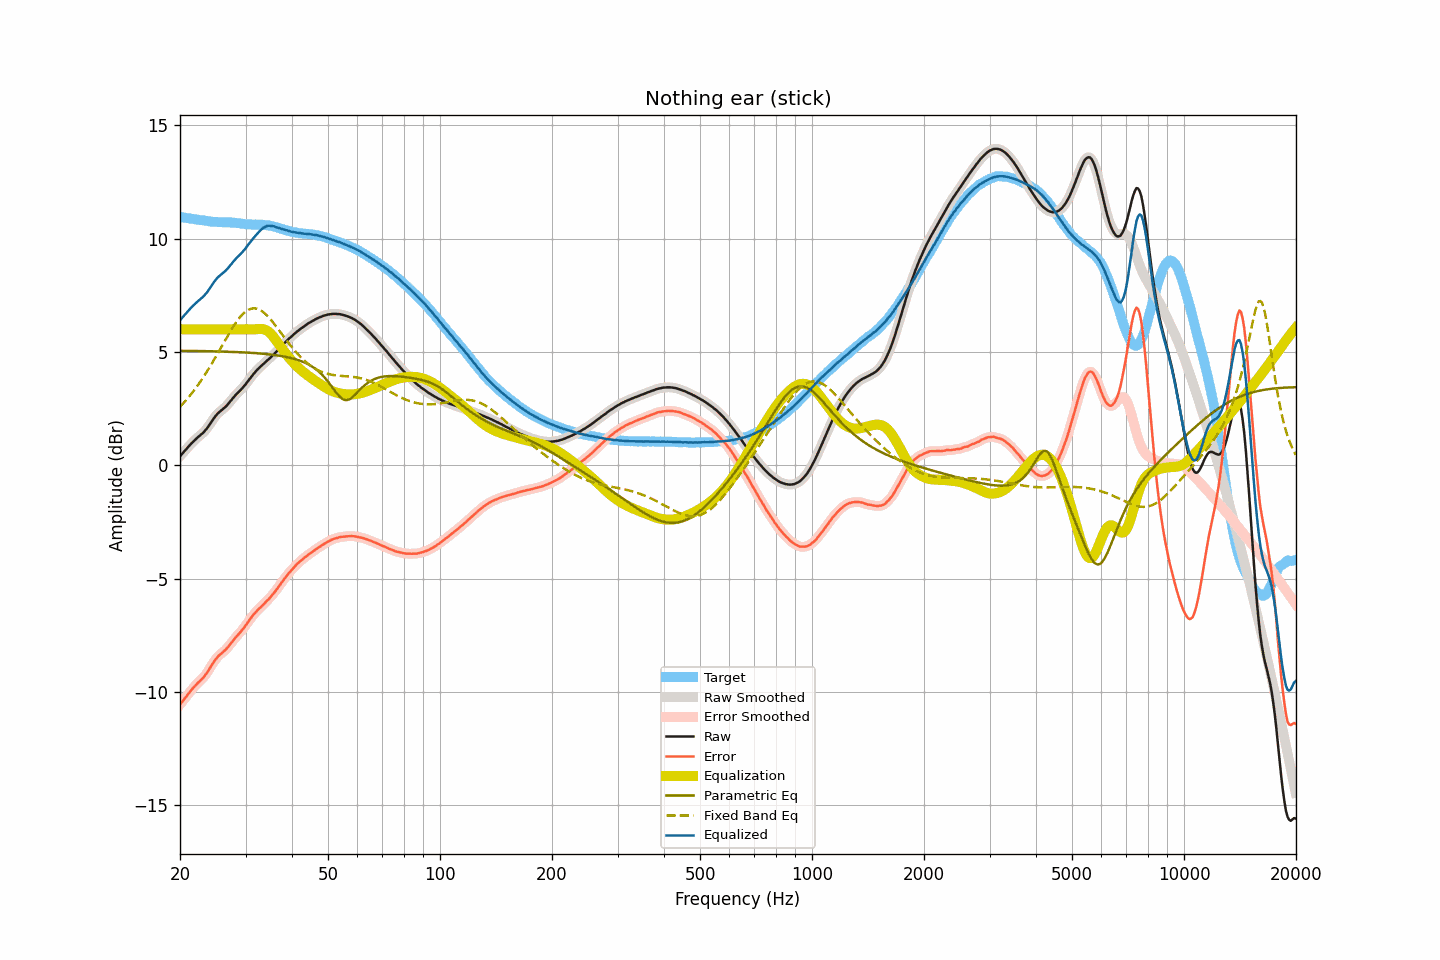 Nothing ear (stick)
15
10
5
0
−5
−10
−15
Amplitude (dBr)
Target
Raw Smoothed
Error Smoothed
Raw
Error
Equalization
Parametric Eq
Fixed Band Eq
Equalized
20 50 100 200 500 1000 2000 5000 10000 20000
Frequency (Hz)